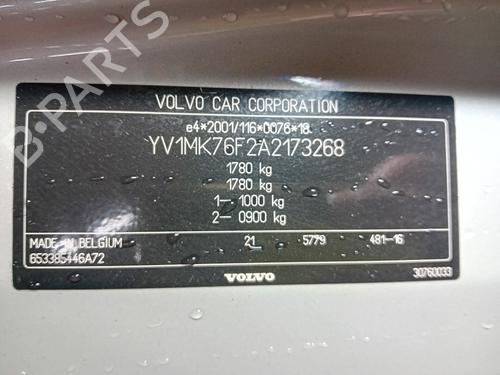 B-PARTS
VOLVO CAR CORPORATION
e4*2001/116*0076*18
YV1MK76F2A2173268
1780 kg
1780 kg
1- 1000 kg
2- 0900 kg
MADE IN BELGIUM 21 5779 481-16
653385446A72
VOLVO 30760033